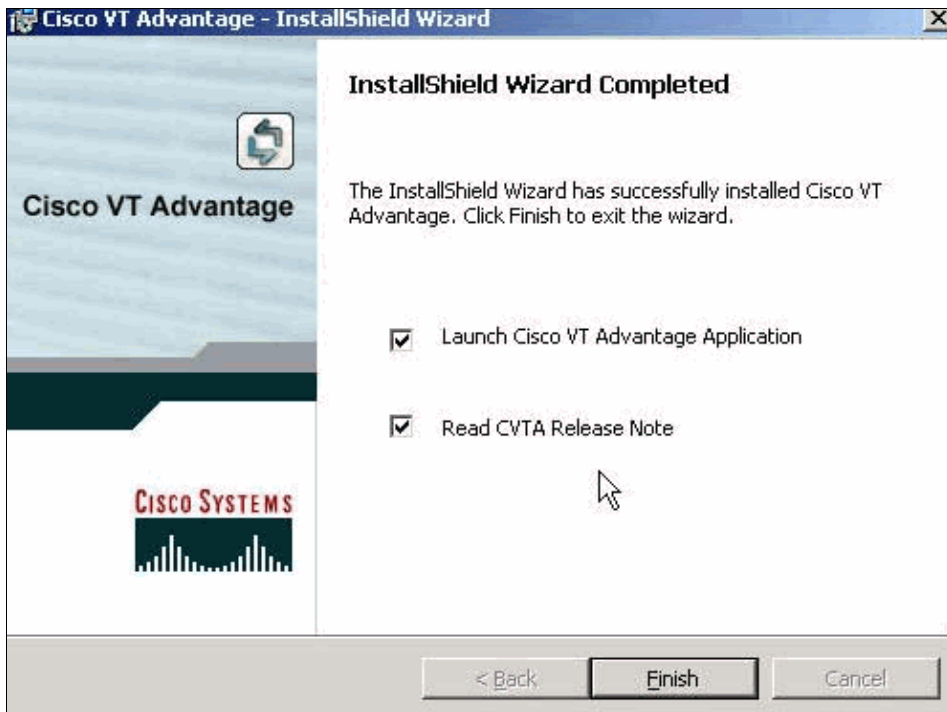 Cisco VT Advantage - InstallShield Wizard
InstallShield Wizard Completed
Cisco VT Advantage
The InstallShield Wizard has successfully installed Cisco VT
Advantage. Click Finish to exit the wizard.
Launch Cisco VT Advantage Application
Read CVTA Release Note
CISCO SYSTEMS
< Back
Finish
Cancel